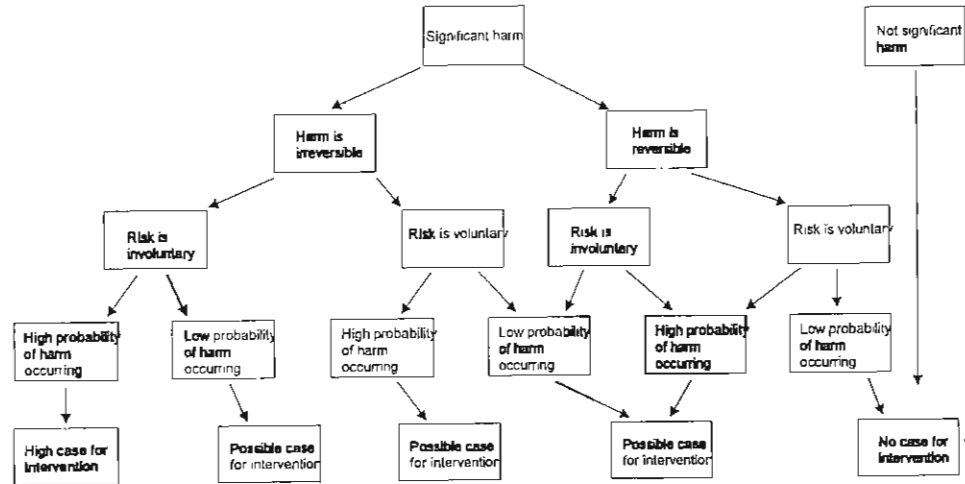 Significant harm
Not significant
harm
Harm is
irreversible
Harm is
reversible
Risk is
involuntary
Risk is voluntary
Risk is
involuntary
Risk is voluntary
High probability
of harm
occurring
Low probability
of harm
occurring
High probability
of harm
occurring
Low probability
of harm
occurring
High probability
of harm
occurring
Low probability
of harm
occurring
High case for
intervention
Possible case
for intervention
Possible case
for intervention
Possible case
for intervention
No case for
intervention